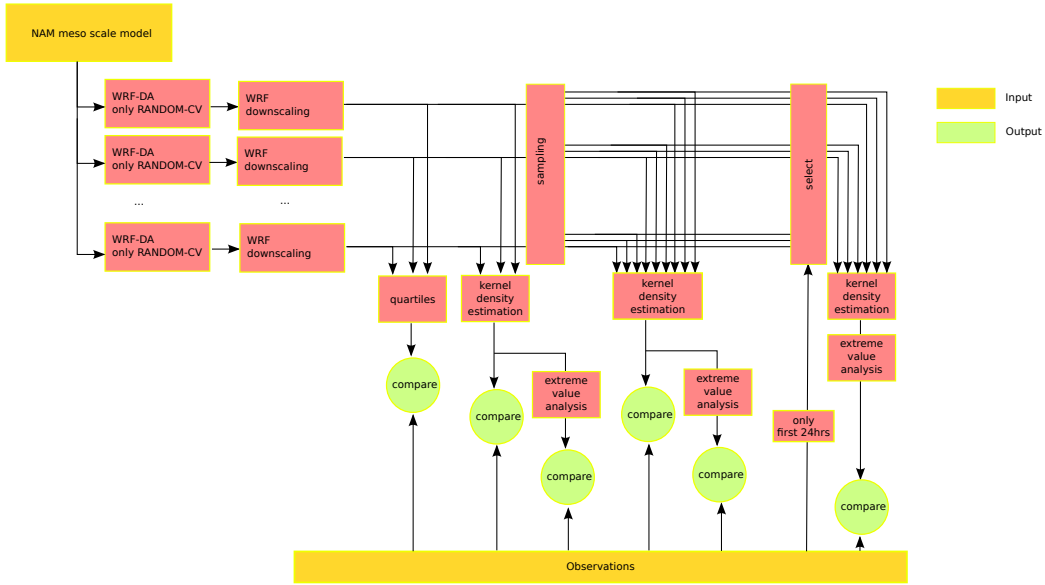 NAM meso scale model
WRF-DA
only RANDOM-CV
WRF
downscaling
WRF-DA
only RANDOM-CV
WRF
downscaling
...
...
WRF-DA
only RANDOM-CV
WRF
downscaling
sampling
select
Input
Output
quartiles
kernel
density
estimation
kernel
density
estimation
kernel
density
estimation
extreme
value
analysis
compare
compare
extreme
value
analysis
compare
compare
extreme
value
analysis
compare
compare
only
first 24hrs
compare
Observations